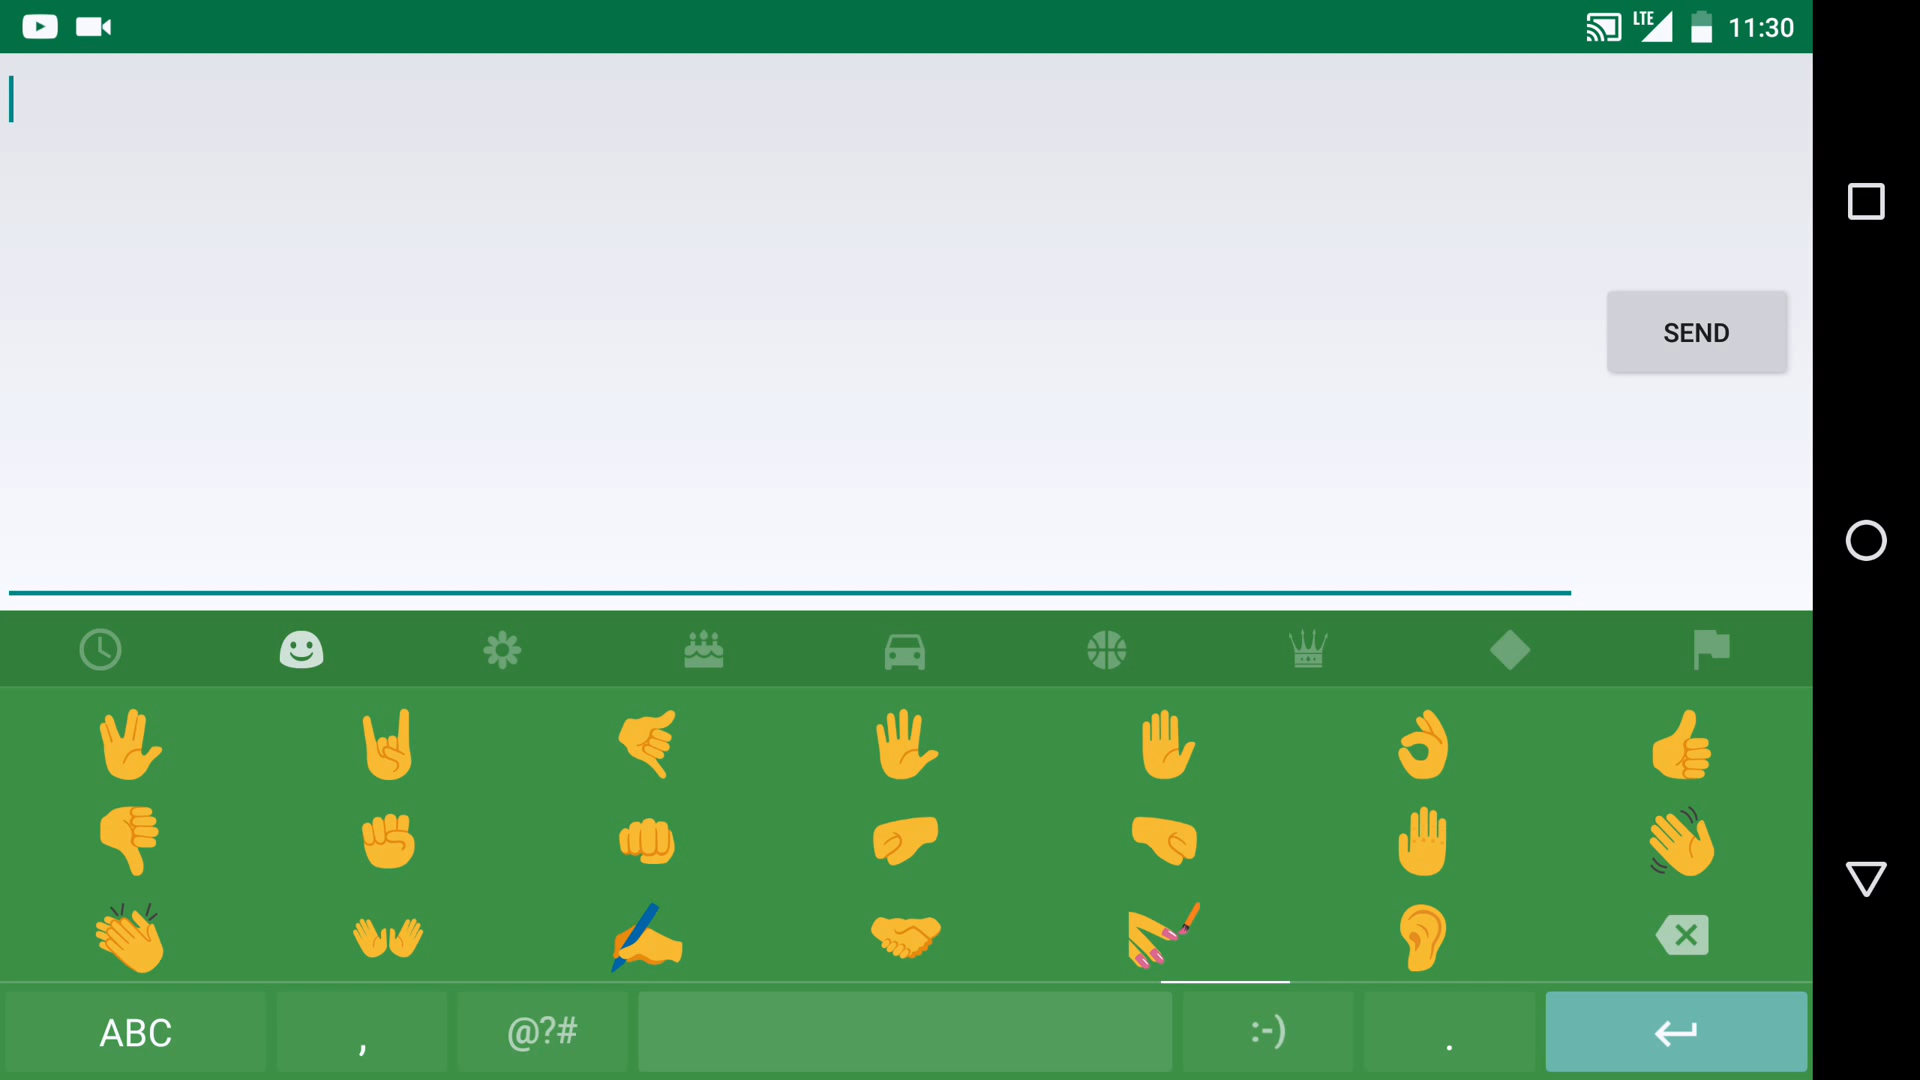 LTE 11:30
SEND
ABC , @?# :-) .